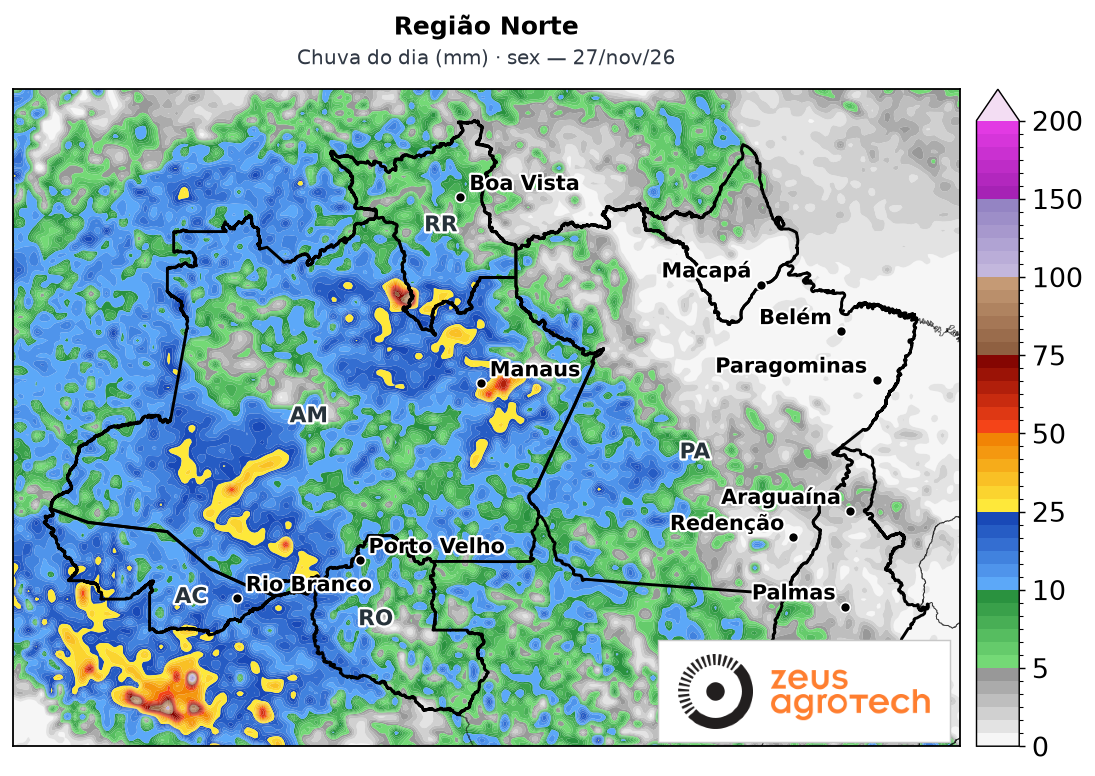 Região Norte
Chuva do dia (mm) · sex — 27/nov/26
Boa Vista
RR
Macapá
Belém
Manaus
Paragominas
AM
PA
Araguaína
Redenção
Porto Velho
Rio Branco
AC
Palmas
RO
zeus
agrotech
200
150
100
75
50
25
10
5
0